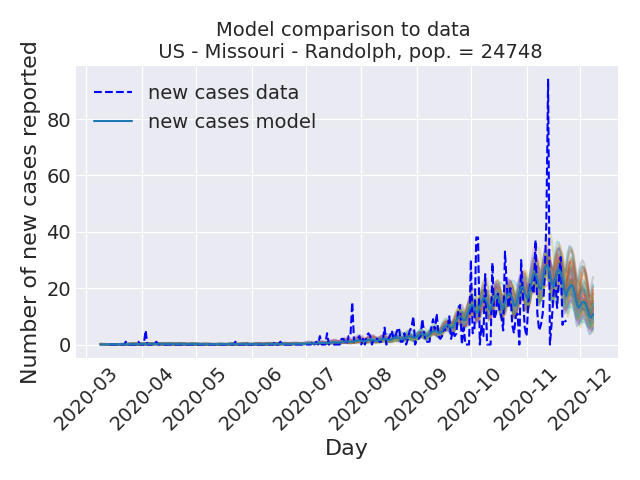 Model comparison to data
US - Missouri - Randolph, pop. = 24748
Number of new cases reported
new cases data
new cases model
80
60
40
20
0
2020-03
2020-04
2020-05
2020-06
2020-07
2020-08
2020-09
2020-10
2020-11
2020-12
Day